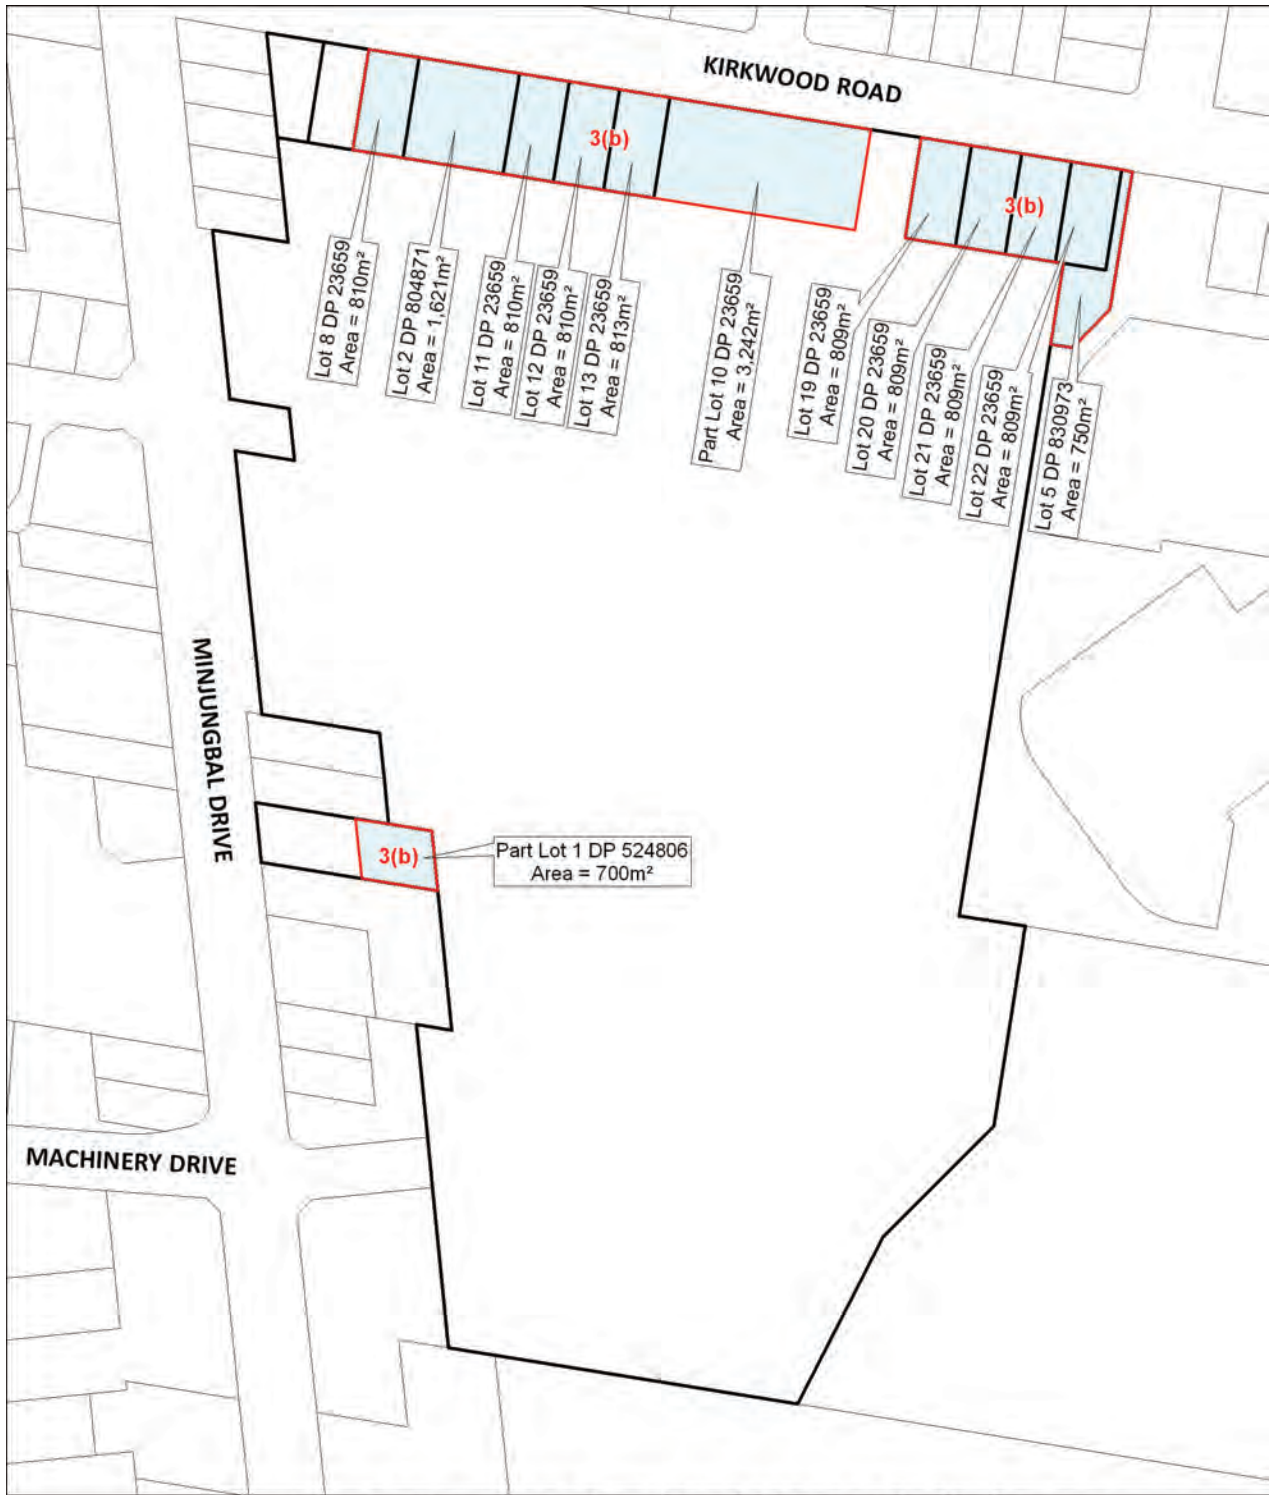 KIRKWOOD ROAD
3(b)
3(b)
Lot 8 DP 23659
Area = 810m²
Lot 2 DP 804871
Area = 1,621m²
Lot 11 DP 23659
Area = 810m²
Lot 12 DP 23659
Area = 810m²
Lot 13 DP 23659
Area = 813m²
Part Lot 10 DP 23659
Area = 3,242m²
Lot 19 DP 23659
Area = 809m²
Lot 20 DP 23659
Area = 809m²
Lot 21 DP 23659
Area = 809m²
Lot 22 DP 23659
Area = 809m²
Lot 5 DP 830973
Area = 750m²
MINJUNGBAL DRIVE
3(b)
Part Lot 1 DP 524806
Area = 700m²
MACHINERY DRIVE